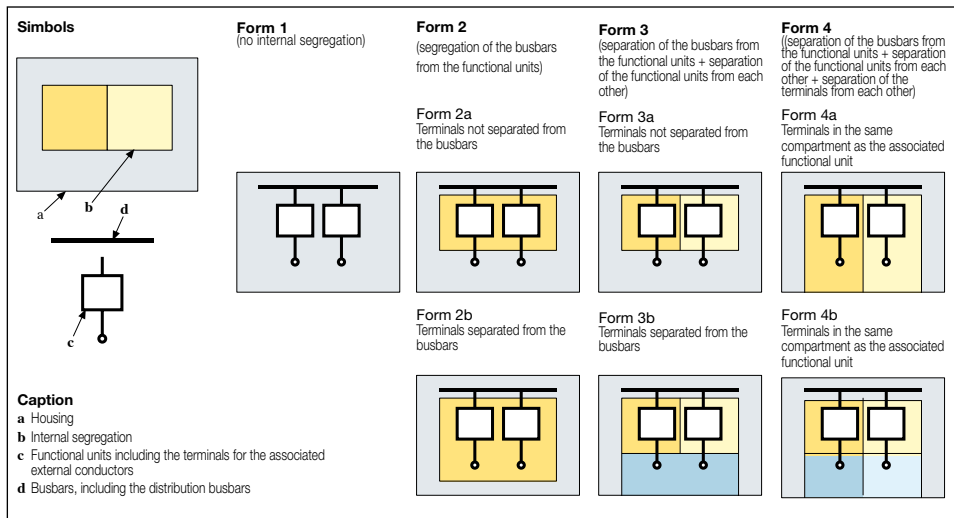 Simbols
a
b
d
c
Caption
a Housing
b Internal segregation
c Functional units including the terminals for the associated
external conductors
d Busbars, including the distribution busbars
Form 1
(no internal segregation)
Form 2
(segregation of the busbars
from the functional units)
Form 2a
Terminals not separated from
the busbars
Form 2b
Terminals separated from the
busbars
Form 3
(separation of the busbars from
the functional units + separation
of the functional units from each
other)
Form 3a
Terminals not separated from the
busbars
Form 3b
Terminals separated from the
busbars
Form 4
((separation of the busbars from
the functional units + separation
of the functional units from each
other + separation of the
terminals from each other)
Form 4a
Terminals in the same
compartment as the associated
functional unit
Form 4b
Terminals in the same
compartment as the associated
functional unit